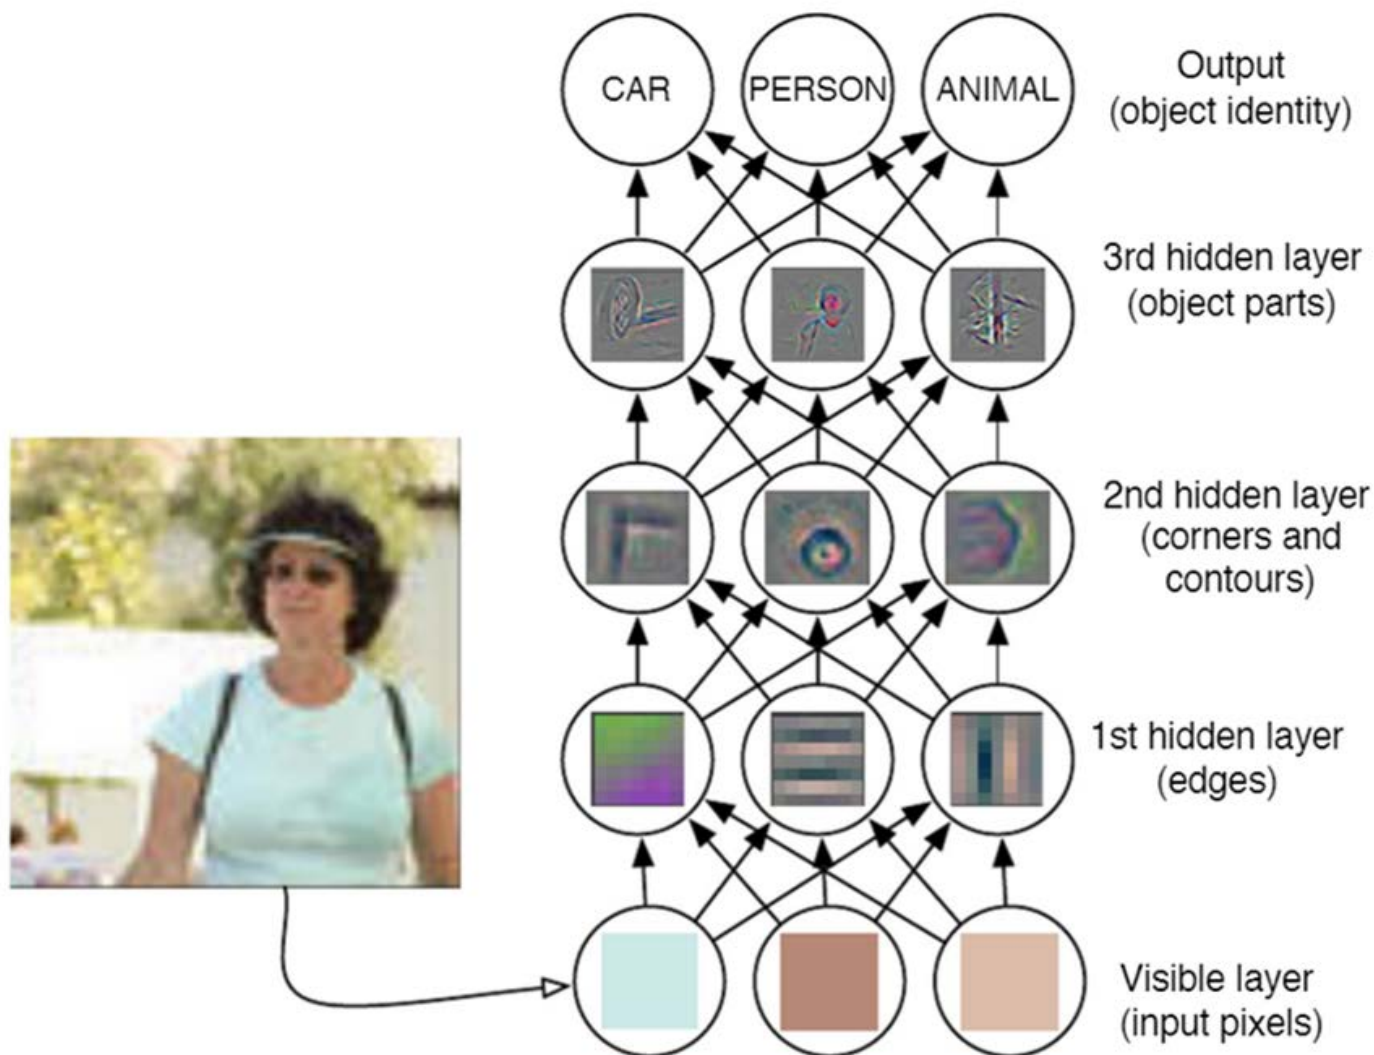 CAR
PERSON
ANIMAL
Output
(object identity)
3rd hidden layer
(object parts)
2nd hidden layer
(corners and
contours)
1st hidden layer
(edges)
Visible layer
(input pixels)